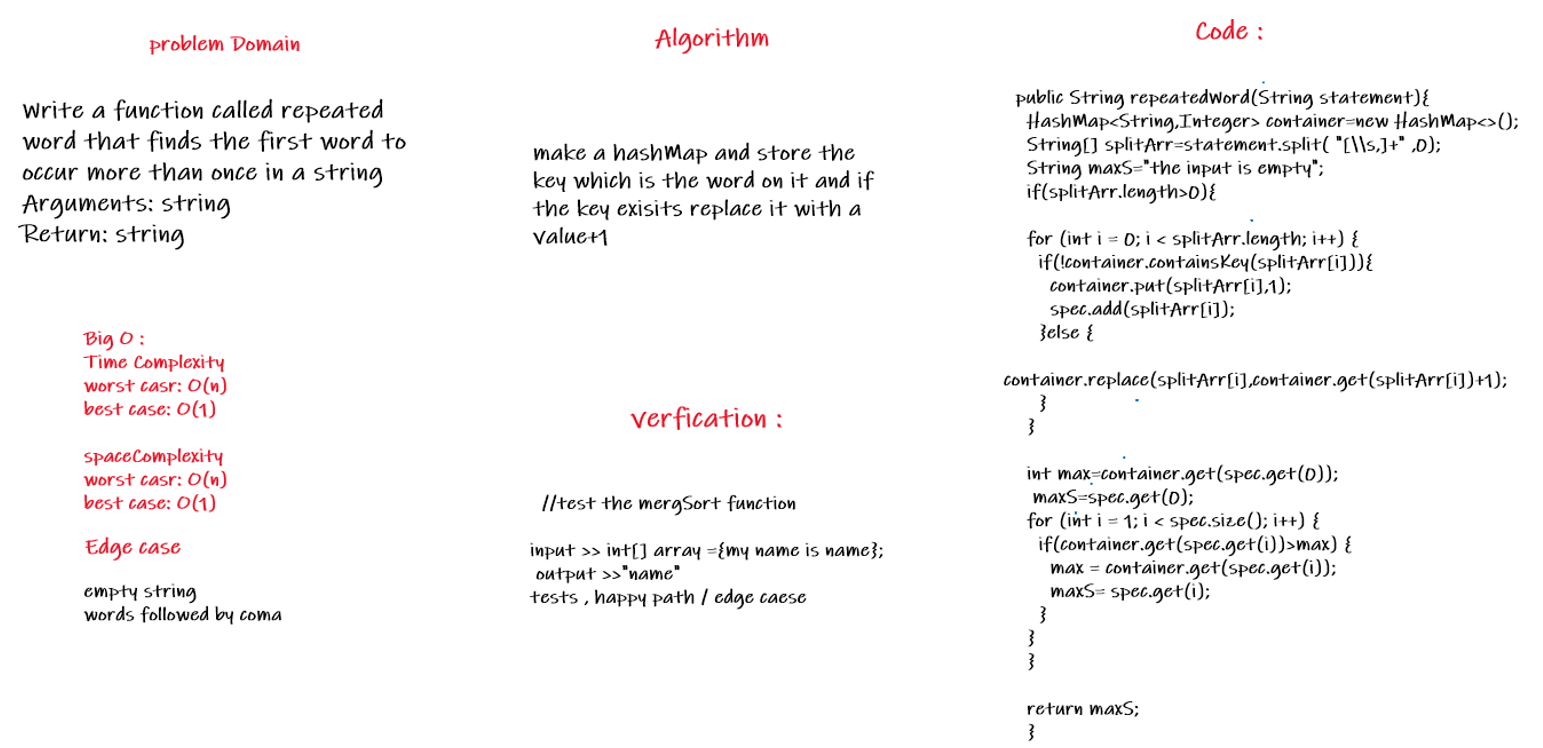 problem Domain
Write a function called repeated
word that finds the first word to
occur more than once in a string
Arguments: string
Return: string
Big O :
Time Complexity
worst casr: O(n)
best case: O(1)
spaceComplexity
worst casr: O(n)
best case: O(1)
Edge case
empty string
words followed by coma
Algorithm
make a hashMap and store the
key which is the word on it and if
the key exisits replace it with a
value+1
verfication :
//test the mergSort function
input >> int[] array ={my name is name};
output >>"name"
tests , happy path / edge caese
Code :
public String repeatedWord(String statement){
HashMap<String,Integer> container=new HashMap<>();
String[] splitArr=statement.split( "[\\s,]+" ,0);
String maxS="the input is empty";
if(splitArr.length>0){
for (int i = 0; i < splitArr.length; i++) {
if(!container.containsKey(splitArr[i])){
container.put(splitArr[i],1);
spec.add(splitArr[i]);
}else {
container.replace(splitArr[i],container.get(splitArr[i])+1);
}
}
int max=container.get(spec.get(0));
maxS=spec.get(0);
for (int i = 1; i < spec.size(); i++) {
if(container.get(spec.get(i))>max) {
max = container.get(spec.get(i));
maxS= spec.get(i);
}
}
}
return maxS;
}